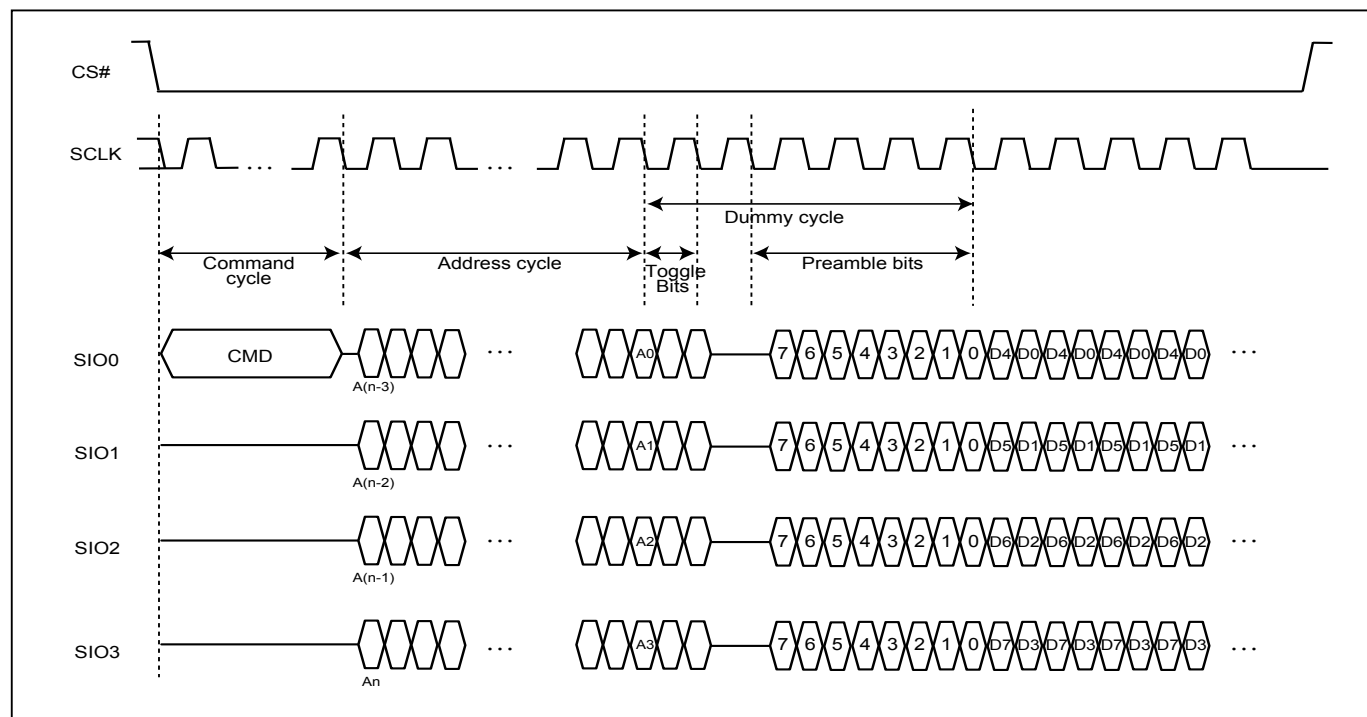 CS#
SCLK
... ...
Dummy cycle
Command cycle
Address cycle
Toggle Bits
Preamble bits
SIO0 CMD ... A0 7 6 5 4 3 2 1 0 D4 D0 D4 D0 D4 D0 D4 D0 ...
A(n-3)
SIO1 ... A1 7 6 5 4 3 2 1 0 D5 D1 D5 D1 D5 D1 D5 D1 ...
A(n-2)
SIO2 ... A2 7 6 5 4 3 2 1 0 D6 D2 D6 D2 D6 D2 D6 D2 ...
A(n-1)
SIO3 ... A3 7 6 5 4 3 2 1 0 D7 D3 D7 D3 D7 D3 D7 D3 ...
An